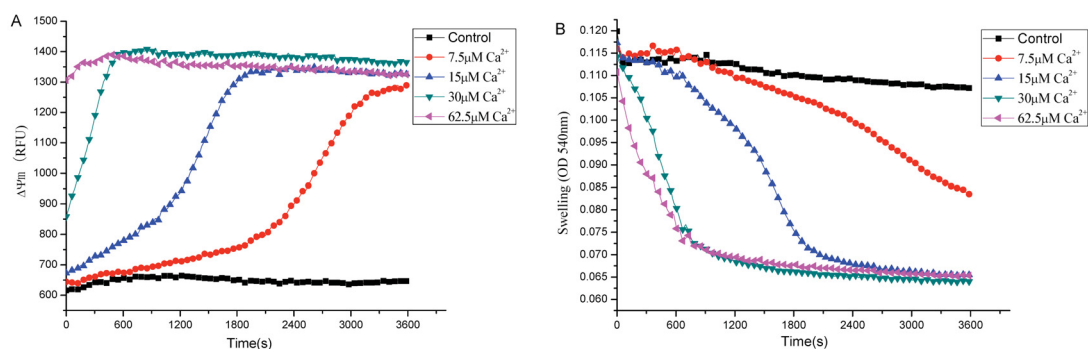 A
1500
1400
1300
1200
1100
1000
900
800
700
600
0 600 1200 1800 2400 3000 3600
Time(s)
ΔΨm (RFU)
Control
7.5μM Ca²⁺
15μM Ca²⁺
30μM Ca²⁺
62.5μM Ca²⁺
B
0.120
0.115
0.110
0.105
0.100
0.095
0.090
0.085
0.080
0.075
0.070
0.065
0.060
0 600 1200 1800 2400 3000 3600
Time(s)
Swelling (OD 540nm)
Control
7.5μM Ca²⁺
15μM Ca²⁺
30μM Ca²⁺
62.5μM Ca²⁺